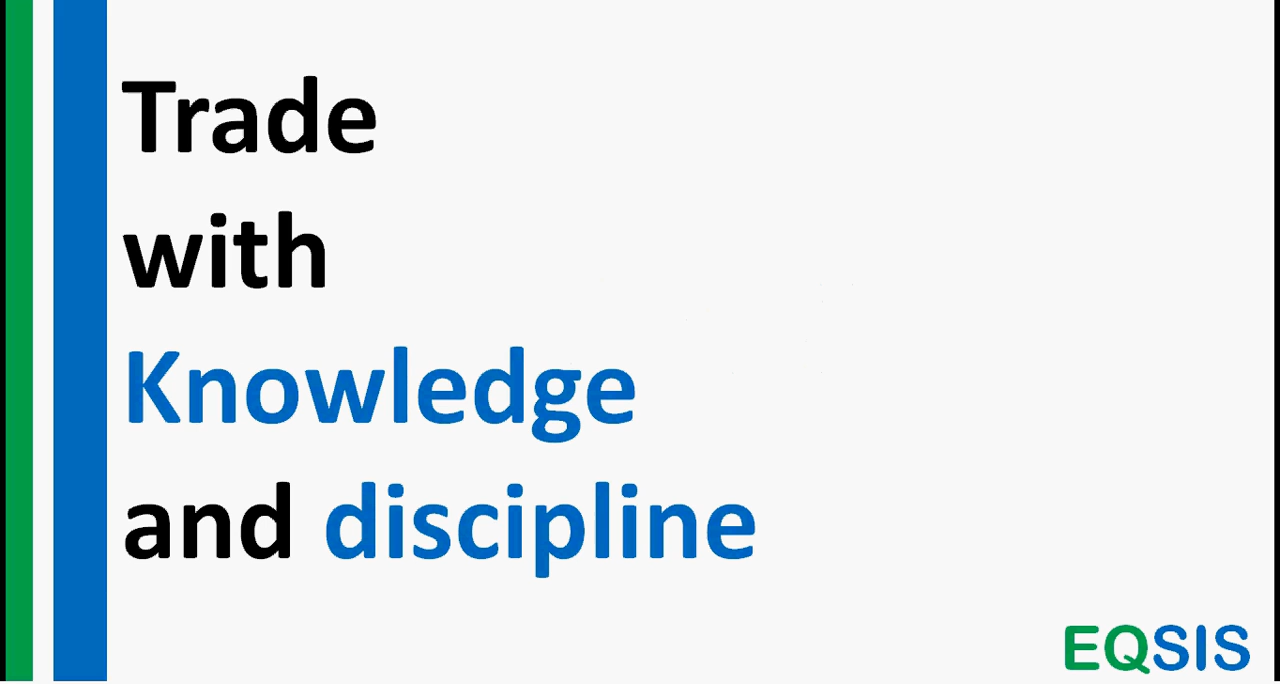 Trade
with
Knowledge
and discipline
EQSIS